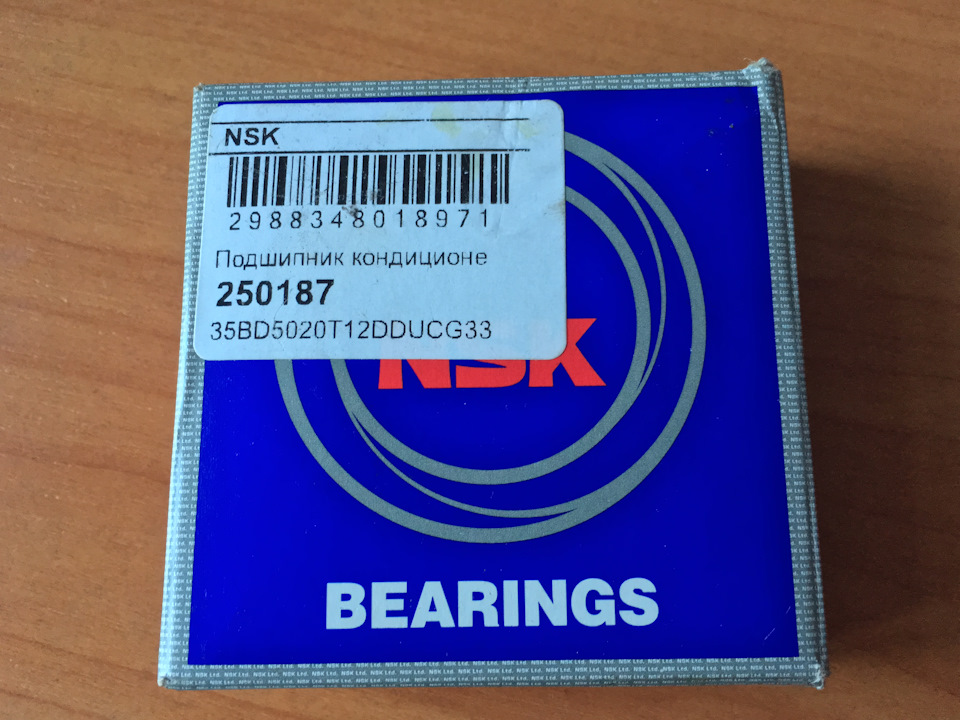 NSK
2988348018971
Подшипник кондиционе
250187
35BD5020T12DDUCG33
NSK
BEARINGS